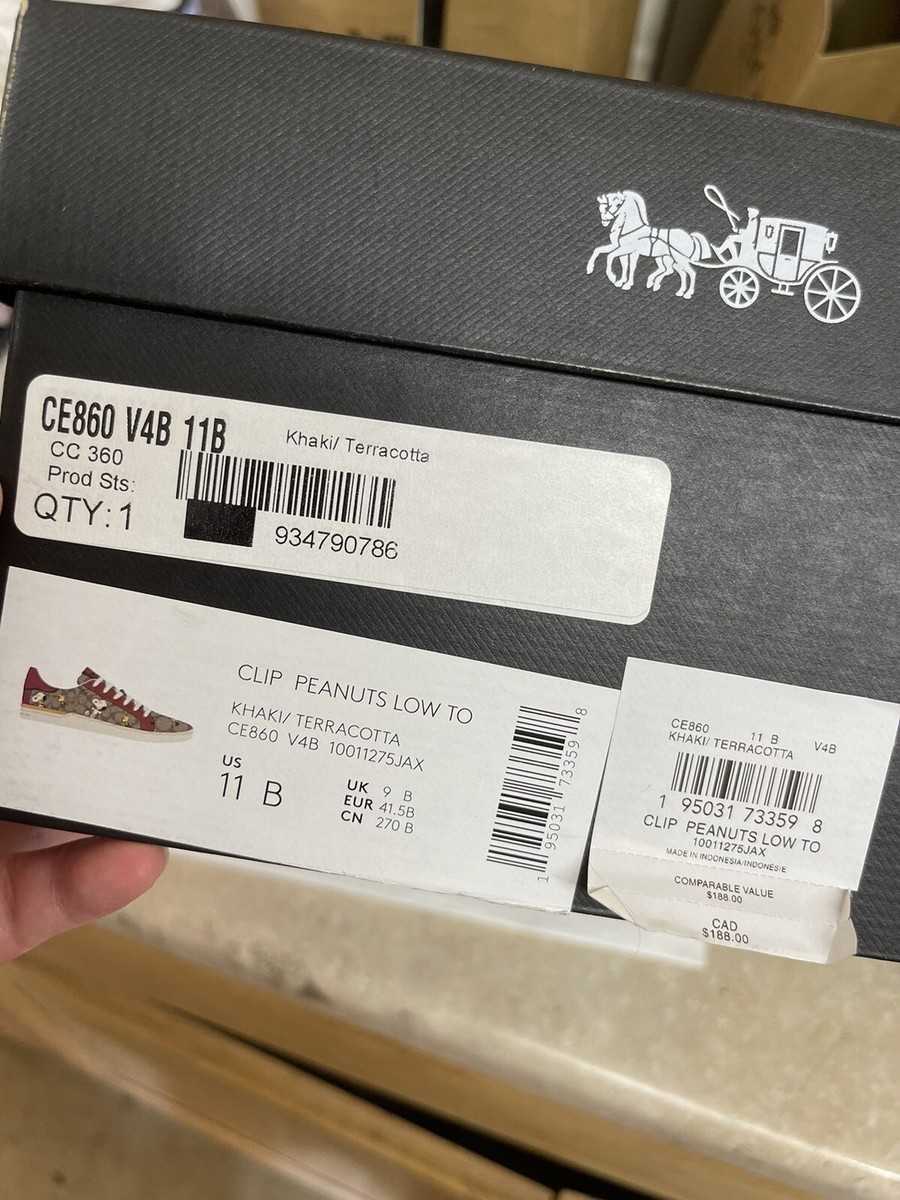 CE860 V4B 11B
Khaki/ Terracotta
CC 360
Prod Sts:
QTY:1
934790786
CLIP PEANUTS LOW TO
KHAKI/ TERRACOTTA
CE860 V4B 10011275JAX
US
11 B
UK 9 B
EUR 41.5B
CN 270 B
1 95031 73359 8
CE860 11 B V4B
KHAKI/ TERRACOTTA
1 95031 73359 8
CLIP PEANUTS LOW TO
10011275JAX
MADE IN INDONESIA/INDONESIE
COMPARABLE VALUE
$188.00
CAD
$188.00